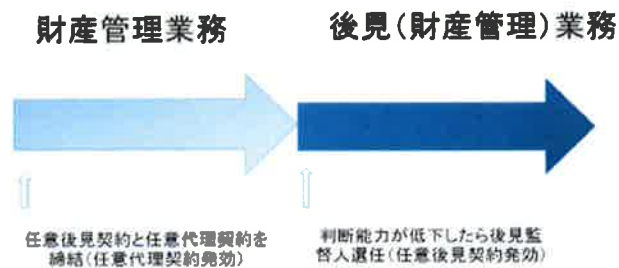 財産管理業務
後見(財産管理)業務
任意後見契約と任意代理契約を
締結(任意代理契約発効)
判断能力が低下したら後見監
督人選任(任意後見契約発効)